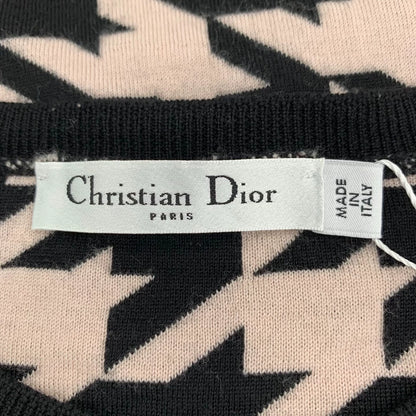 Christian Dior
PARIS
MADE
IN
ITALY